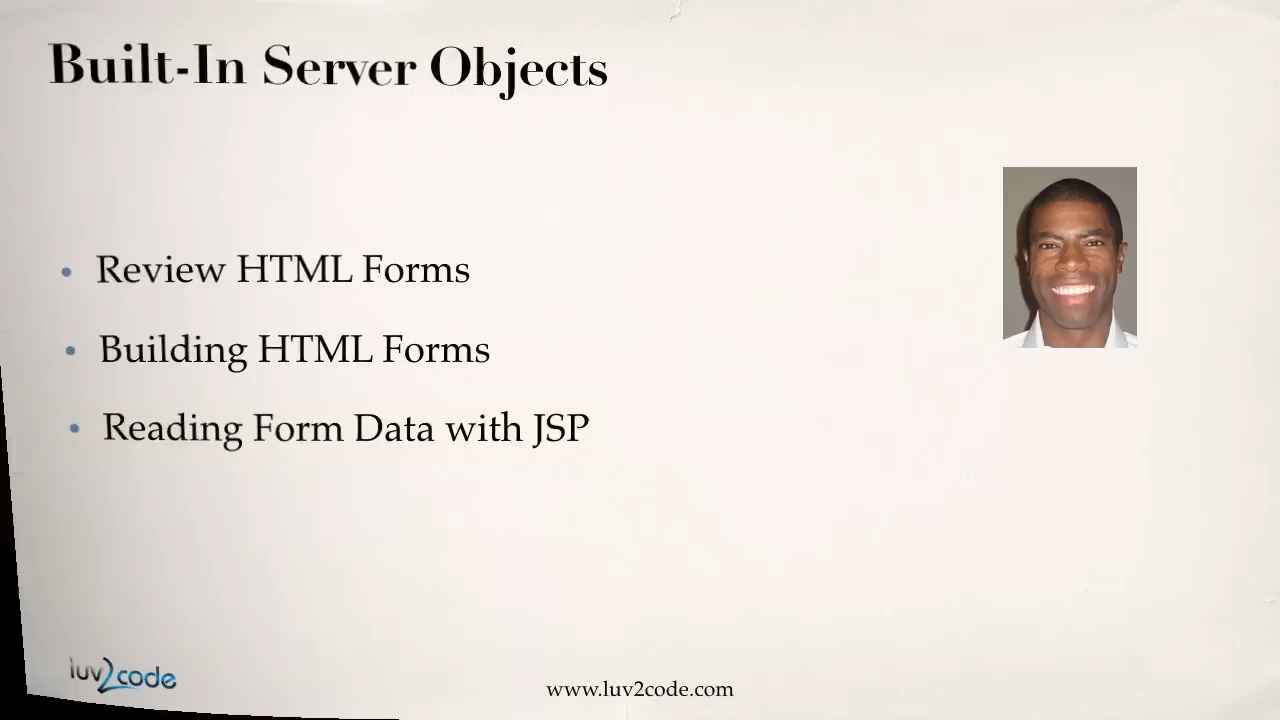 Built-In Server Objects
Review HTML Forms
Building HTML Forms
Reading Form Data with JSP
luv2code
www.luv2code.com